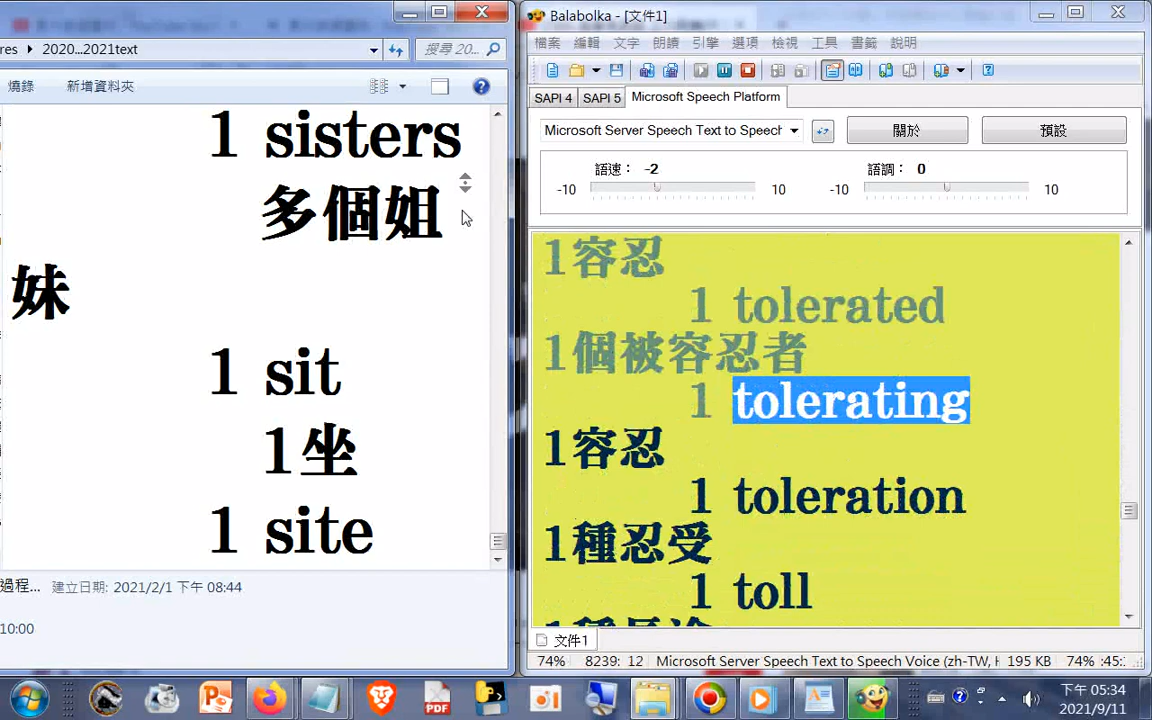 res ▸ 2020...2021text
搜尋 20...
燒錄 新增資料夾
1 sisters
多個姐
妹
1 sit
1坐
1 site
過程... 建立日期: 2021/2/1 下午 08:44
10:00
Balabolka - [文件1]
檔案 編輯 文字 朗讀 引擎 選項 檢視 工具 書籤 說明
SAPI 4 SAPI 5 Microsoft Speech Platform
Microsoft Server Speech Text to Speech
關於 預設
語速： -2 語調： 0
-10 10 -10 10
1容忍
1 tolerated
1個被容忍者
1 tolerating
1容忍
1 toleration
1種忍受
1 toll
文件1
74% 8239: 12 Microsoft Server Speech Text to Speech Voice (zh-TW, H 195 KB 74% :45:
PDF
下午 05:34
2021/9/11